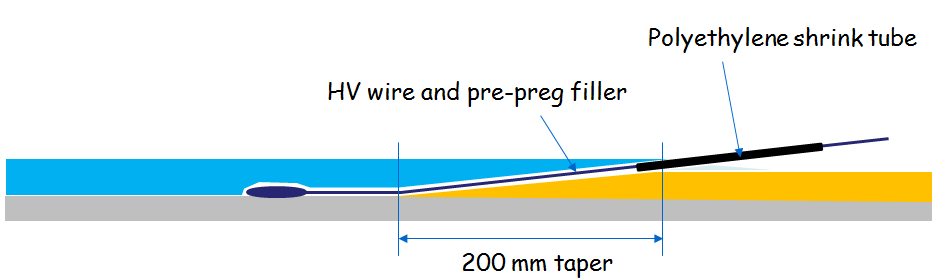 Polyethylene shrink tube
HV wire and pre-preg filler
200 mm taper